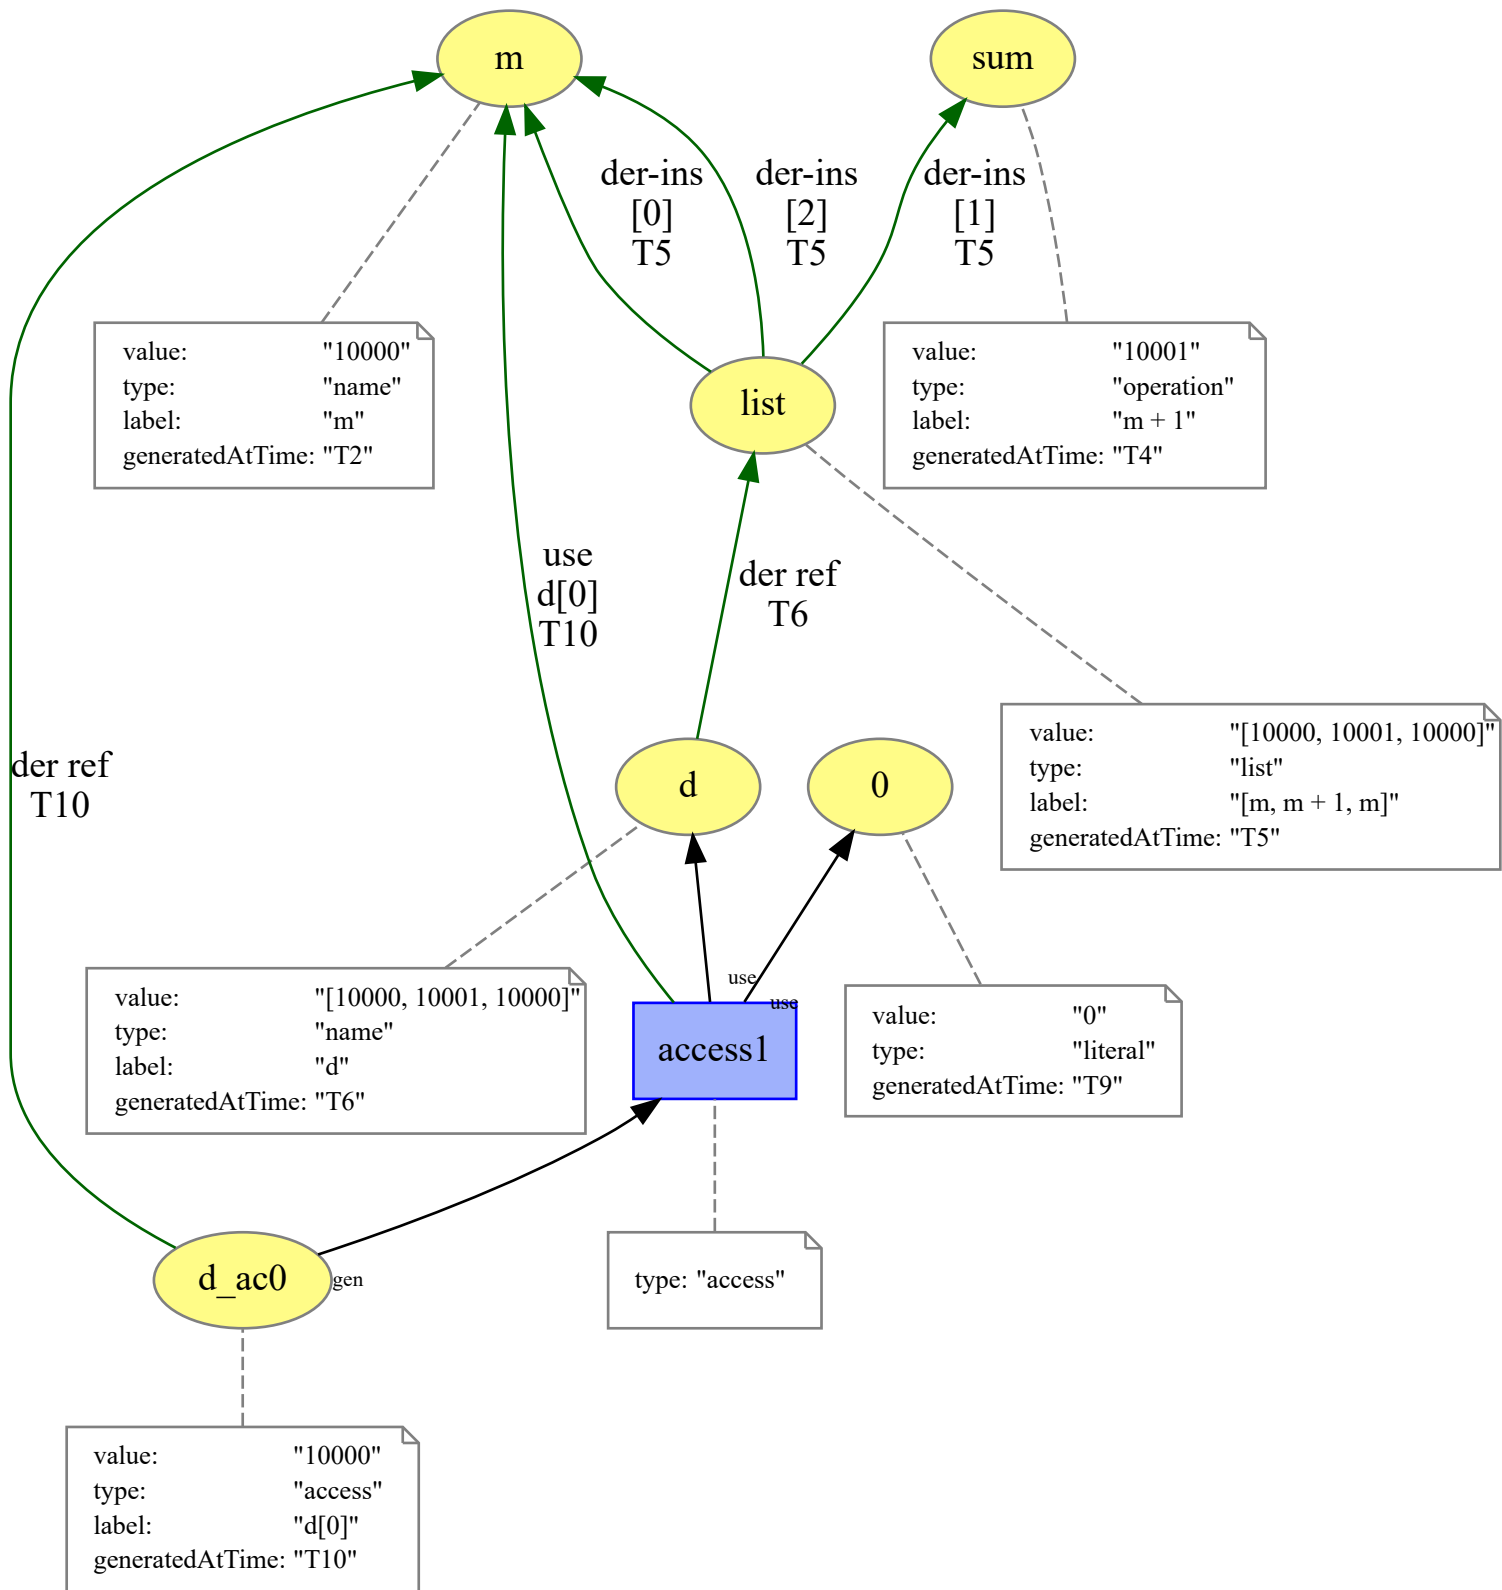 m
sum
der-ins
[0]
T5
der-ins
[2]
T5
der-ins
[1]
T5
value: "10000"
type: "name"
label: "m"
generatedAtTime: "T2"
list
value: "10001"
type: "operation"
label: "m + 1"
generatedAtTime: "T4"
use
d[0]
T10
der ref
T6
der ref
T10
d
0
value: "[10000, 10001, 10000]"
type: "list"
label: "[m, m + 1, m]"
generatedAtTime: "T5"
use
use
value: "[10000, 10001, 10000]"
type: "name"
label: "d"
generatedAtTime: "T6"
access1
value: "0"
type: "literal"
generatedAtTime: "T9"
d_ac0
gen
type: "access"
value: "10000"
type: "access"
label: "d[0]"
generatedAtTime: "T10"